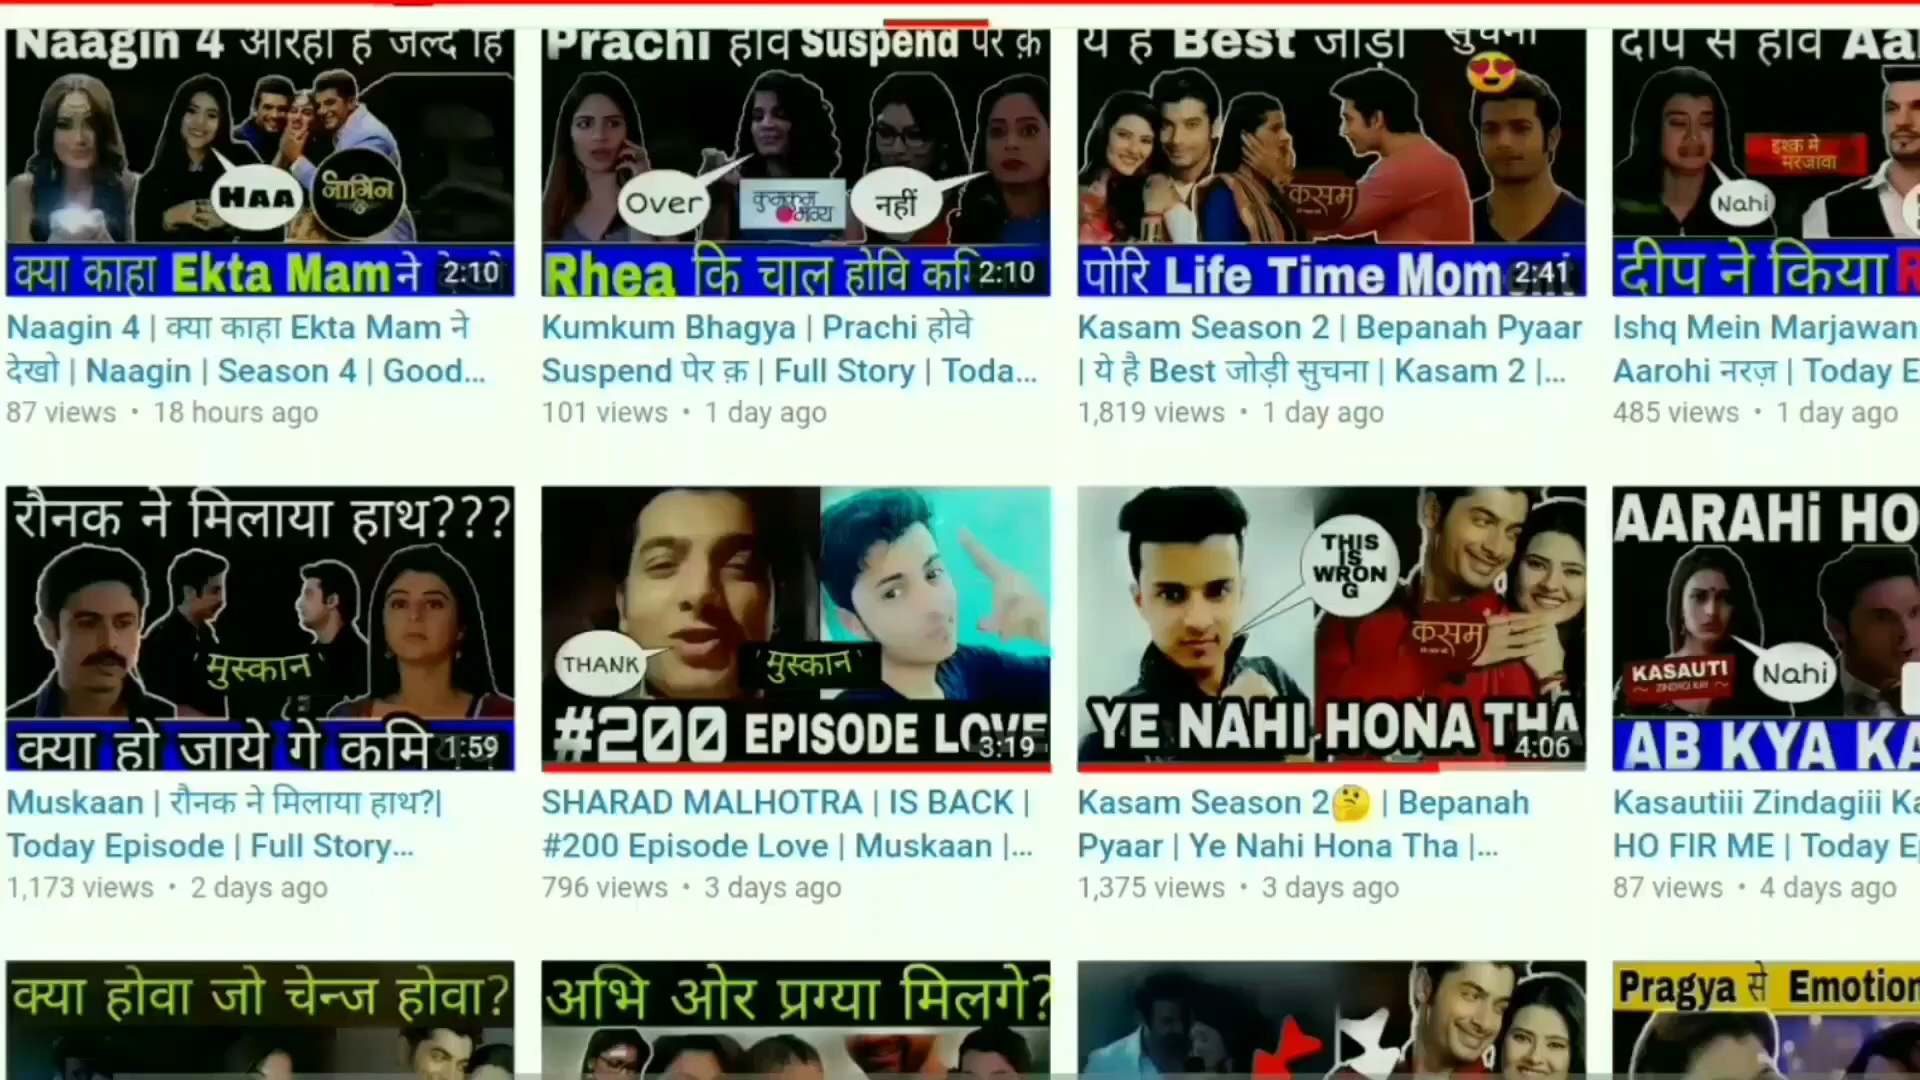 Naagin 4 आरहा है जल्द हि
Prachi होवे Suspend पेर क़
ये है Best जोड़ी सुचना
दीप से होवे
HAA
नागिन
Over
कुमकुम
भाग्य
नहीं
कसम
Nahi
इश्क़ में
मरजावां
क्या काहा Ekta Mam ने
2:10
Rhea कि चाल होवि
2:10
पोरि Life Time Mom
2:41
दीप ने किया
Naagin 4 | क्या काहा Ekta Mam ने
देखो | Naagin | Season 4 | Good...
87 views • 18 hours ago
Kumkum Bhagya | Prachi होवे
Suspend पेर क़ | Full Story | Toda...
101 views • 1 day ago
Kasam Season 2 | Bepanah Pyaar
| ये है Best जोड़ी सुचना | Kasam 2 |...
1,819 views • 1 day ago
Ishq Mein Marjawan
Aarohi नरज़ | Today E
485 views • 1 day ago
रौनक ने मिलाया हाथ???
मुस्कान
क्या हो जाये गे कमि
1:59
THANK
मुस्कान
#200 EPISODE LOVE
3:19
THIS
IS
WRON
G
कसम
YE NAHI HONA THA
4:06
AARAHi HO
KASAUTI
ZINDAGII KAY
Nahi
AB KYA KA
Muskaan | रौनक ने मिलाया हाथ?|
Today Episode | Full Story...
1,173 views • 2 days ago
SHARAD MALHOTRA | IS BACK |
#200 Episode Love | Muskaan |...
796 views • 3 days ago
Kasam Season 2🤔 | Bepanah
Pyaar | Ye Nahi Hona Tha |...
1,375 views • 3 days ago
Kasautiii Zindagiii Ka
HO FIR ME | Today E
87 views • 4 days ago
क्या होवा जो चेन्ज होवा?
अभि ओर प्रग्या मिलगे?
Pragya से Emotion